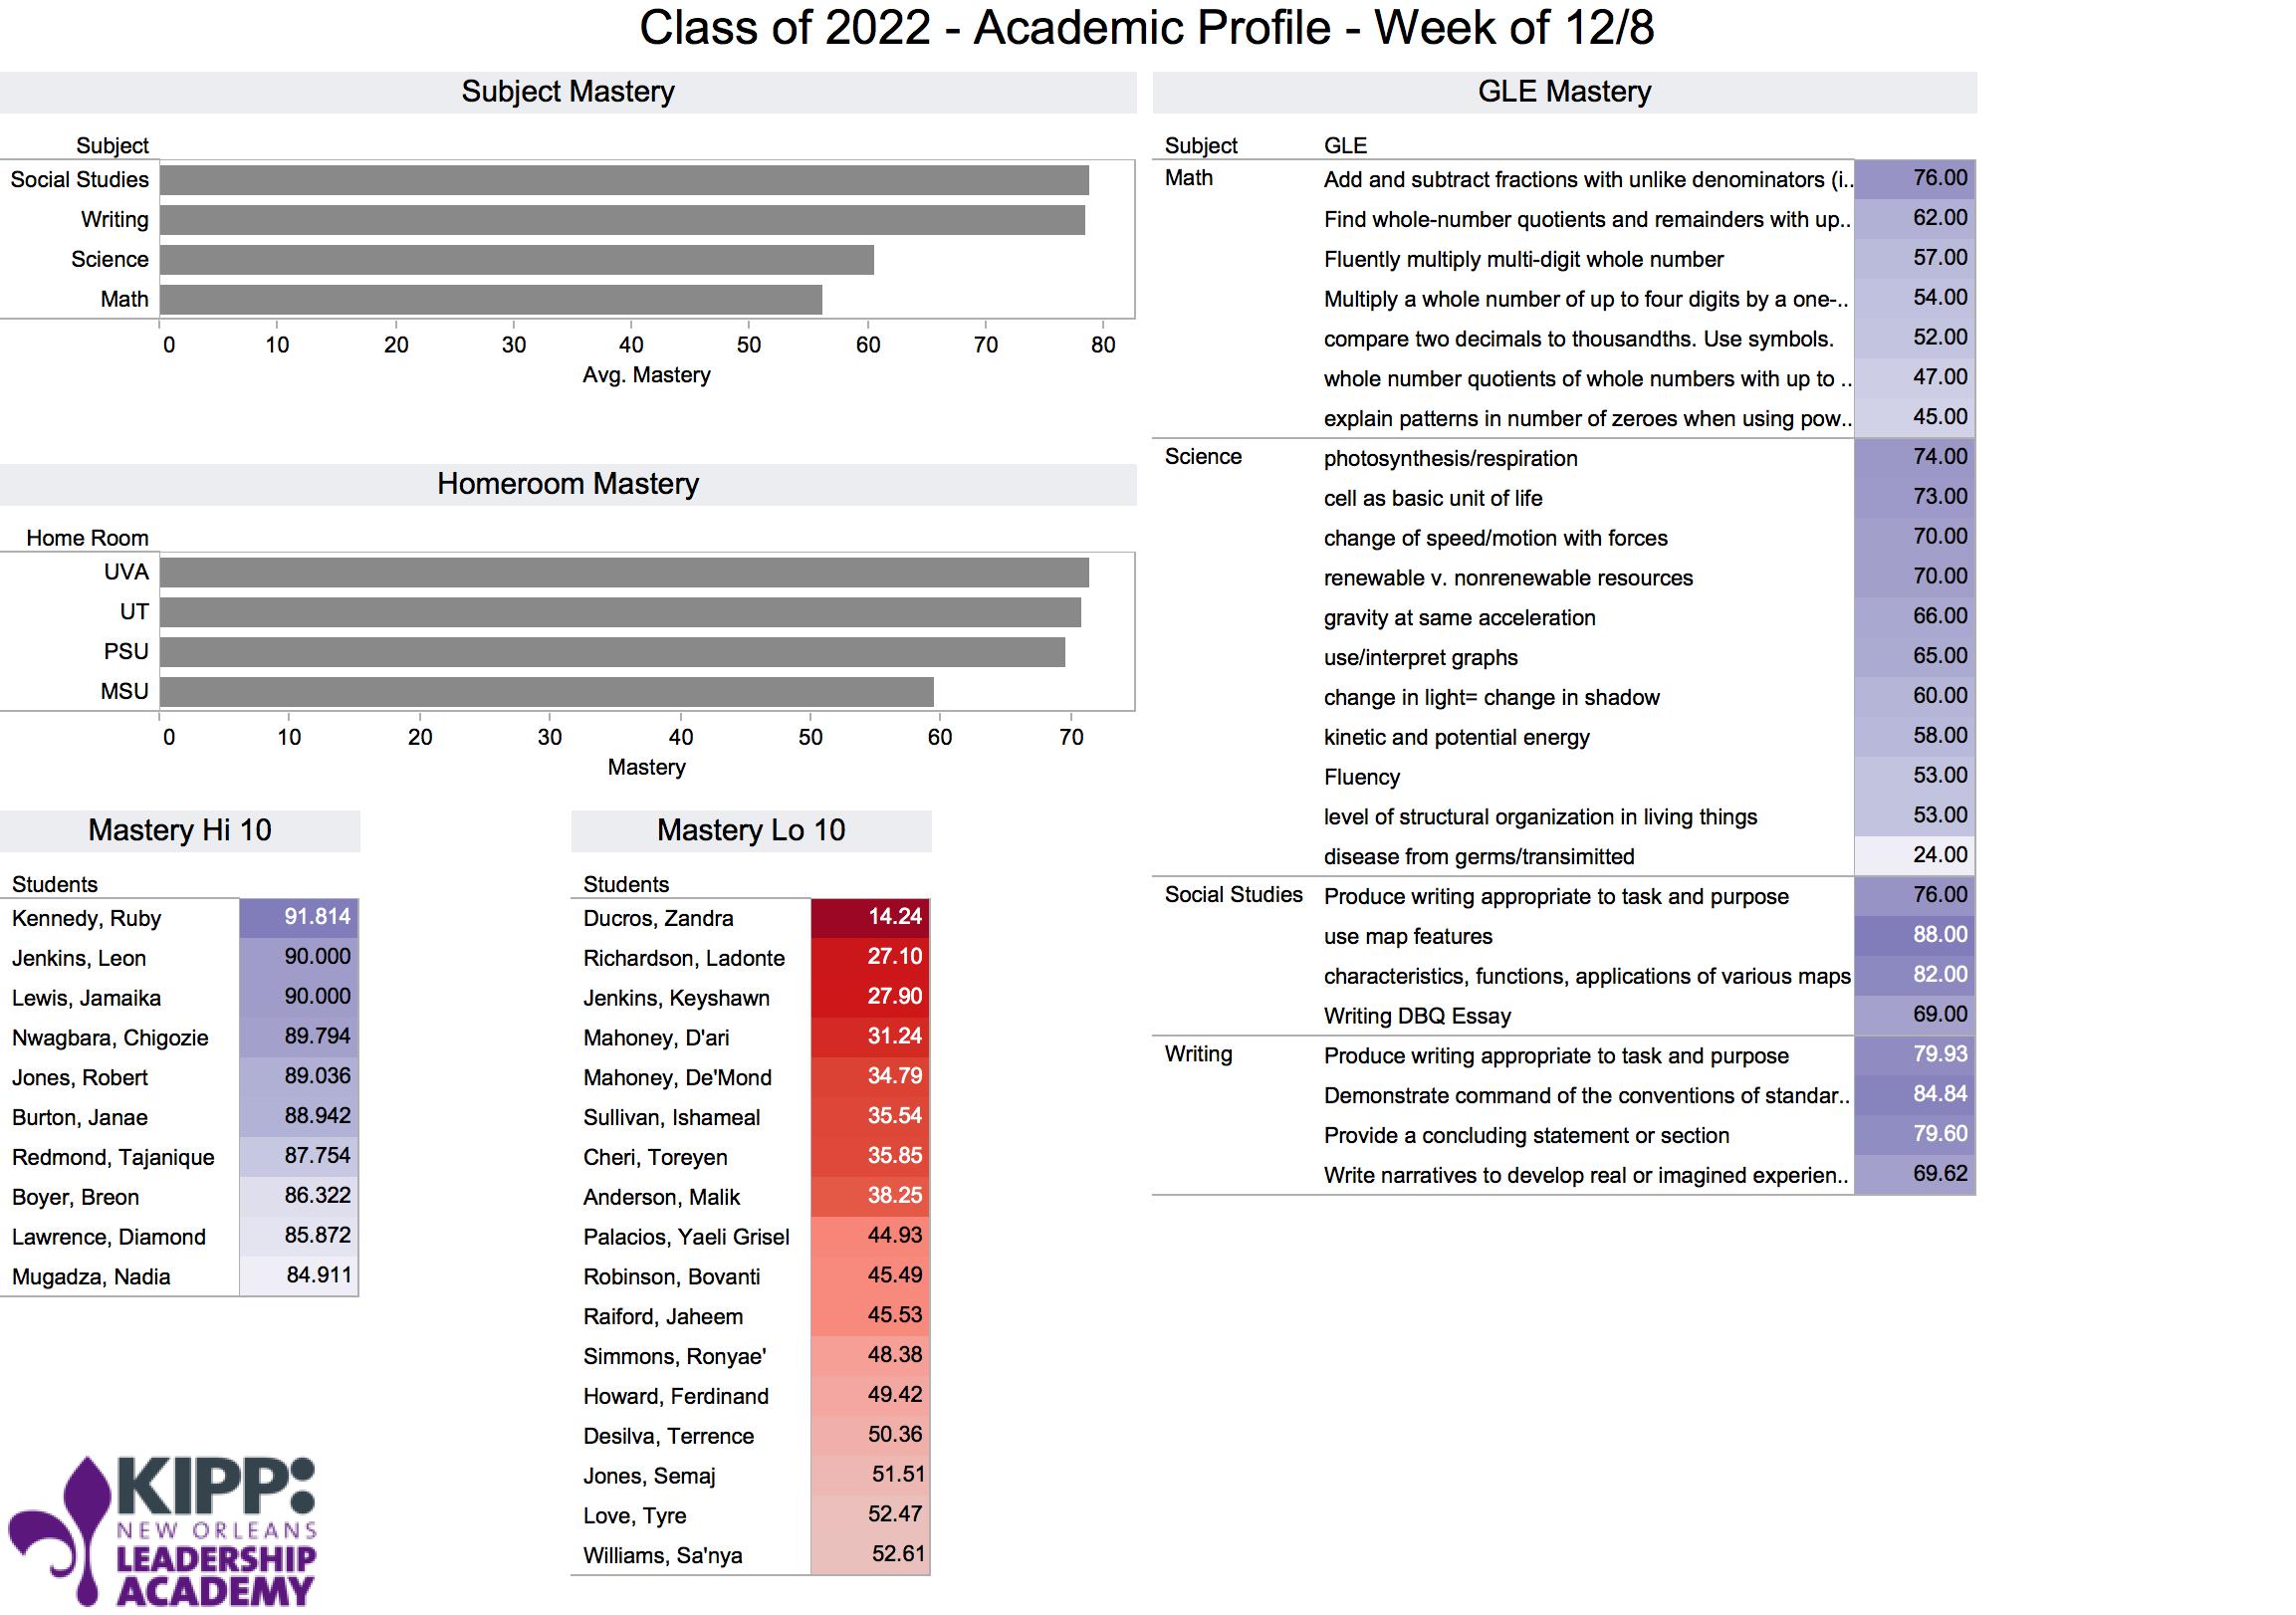 Class of 2022 - Academic Profile - Week of 12/8
Subject Mastery
Subject
Social Studies
Writing
Science
Math
0 10 20 30 40 50 60 70 80
Avg. Mastery
Homeroom Mastery
Home Room
UVA
UT
PSU
MSU
0 10 20 30 40 50 60 70
Mastery
Mastery Hi 10
Students
Kennedy, Ruby 91.814
Jenkins, Leon 90.000
Lewis, Jamaika 90.000
Nwagbara, Chigozie 89.794
Jones, Robert 89.036
Burton, Janae 88.942
Redmond, Tajanique 87.754
Boyer, Breon 86.322
Lawrence, Diamond 85.872
Mugadza, Nadia 84.911
Mastery Lo 10
Students
Ducros, Zandra 14.24
Richardson, Ladonte 27.10
Jenkins, Keyshawn 27.90
Mahoney, D'ari 31.24
Mahoney, De'Mond 34.79
Sullivan, Ishameal 35.54
Cheri, Toreyen 35.85
Anderson, Malik 38.25
Palacios, Yaeli Grisel 44.93
Robinson, Bovanti 45.49
Raiford, Jaheem 45.53
Simmons, Ronyae' 48.38
Howard, Ferdinand 49.42
Desilva, Terrence 50.36
Jones, Semaj 51.51
Love, Tyre 52.47
Williams, Sa'nya 52.61
GLE Mastery
Subject GLE
Math Add and subtract fractions with unlike denominators (i.. 76.00
Find whole-number quotients and remainders with up.. 62.00
Fluently multiply multi-digit whole number 57.00
Multiply a whole number of up to four digits by a one-.. 54.00
compare two decimals to thousandths. Use symbols. 52.00
whole number quotients of whole numbers with up to .. 47.00
explain patterns in number of zeroes when using pow.. 45.00
Science photosynthesis/respiration 74.00
cell as basic unit of life 73.00
change of speed/motion with forces 70.00
renewable v. nonrenewable resources 70.00
gravity at same acceleration 66.00
use/interpret graphs 65.00
change in light= change in shadow 60.00
kinetic and potential energy 58.00
Fluency 53.00
level of structural organization in living things 53.00
disease from germs/transimitted 24.00
Social Studies Produce writing appropriate to task and purpose 76.00
use map features 88.00
characteristics, functions, applications of various maps 82.00
Writing DBQ Essay 69.00
Writing Produce writing appropriate to task and purpose 79.93
Demonstrate command of the conventions of standar.. 84.84
Provide a concluding statement or section 79.60
Write narratives to develop real or imagined experien.. 69.62
KIPP:
NEW ORLEANS
LEADERSHIP
ACADEMY